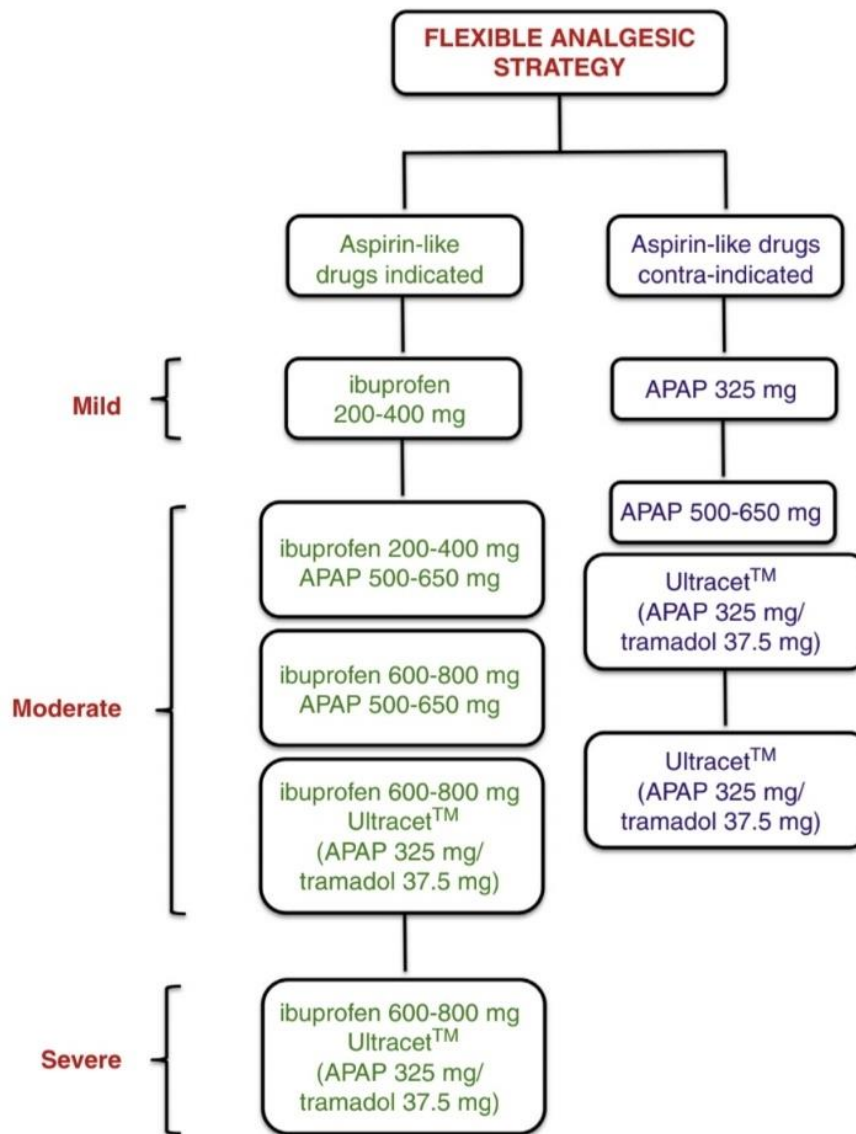 FLEXIBLE ANALGESIC
STRATEGY
Aspirin-like
drugs indicated
Aspirin-like drugs
contra-indicated
Mild
ibuprofen
200-400 mg
APAP 325 mg
Moderate
ibuprofen 200-400 mg
APAP 500-650 mg
ibuprofen 600-800 mg
APAP 500-650 mg
ibuprofen 600-800 mg
Ultracet™
(APAP 325 mg/
tramadol 37.5 mg)
APAP 500-650 mg
Ultracet™
(APAP 325 mg/
tramadol 37.5 mg)
Ultracet™
(APAP 325 mg/
tramadol 37.5 mg)
Severe
ibuprofen 600-800 mg
Ultracet™
(APAP 325 mg/
tramadol 37.5 mg)